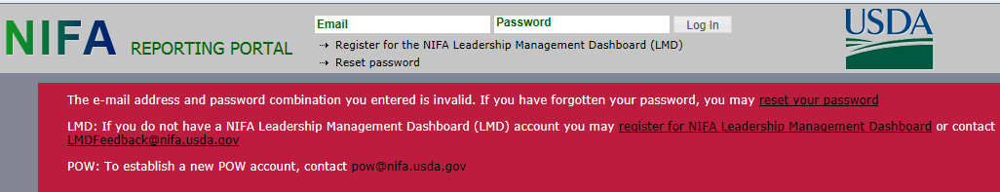 NIFA REPORTING PORTAL
Email
Password
Log In
Register for the NIFA Leadership Management Dashboard (LMD)
Reset password
USDA
The e-mail address and password combination you entered is invalid. If you have forgotten your password, you may reset your password
LMD: If you do not have a NIFA Leadership Management Dashboard (LMD) account you may register for NIFA Leadership Management Dashboard or contact
LMDFeedback@nifa.usda.gov
POW: To establish a new POW account, contact pow@nifa.usda.gov